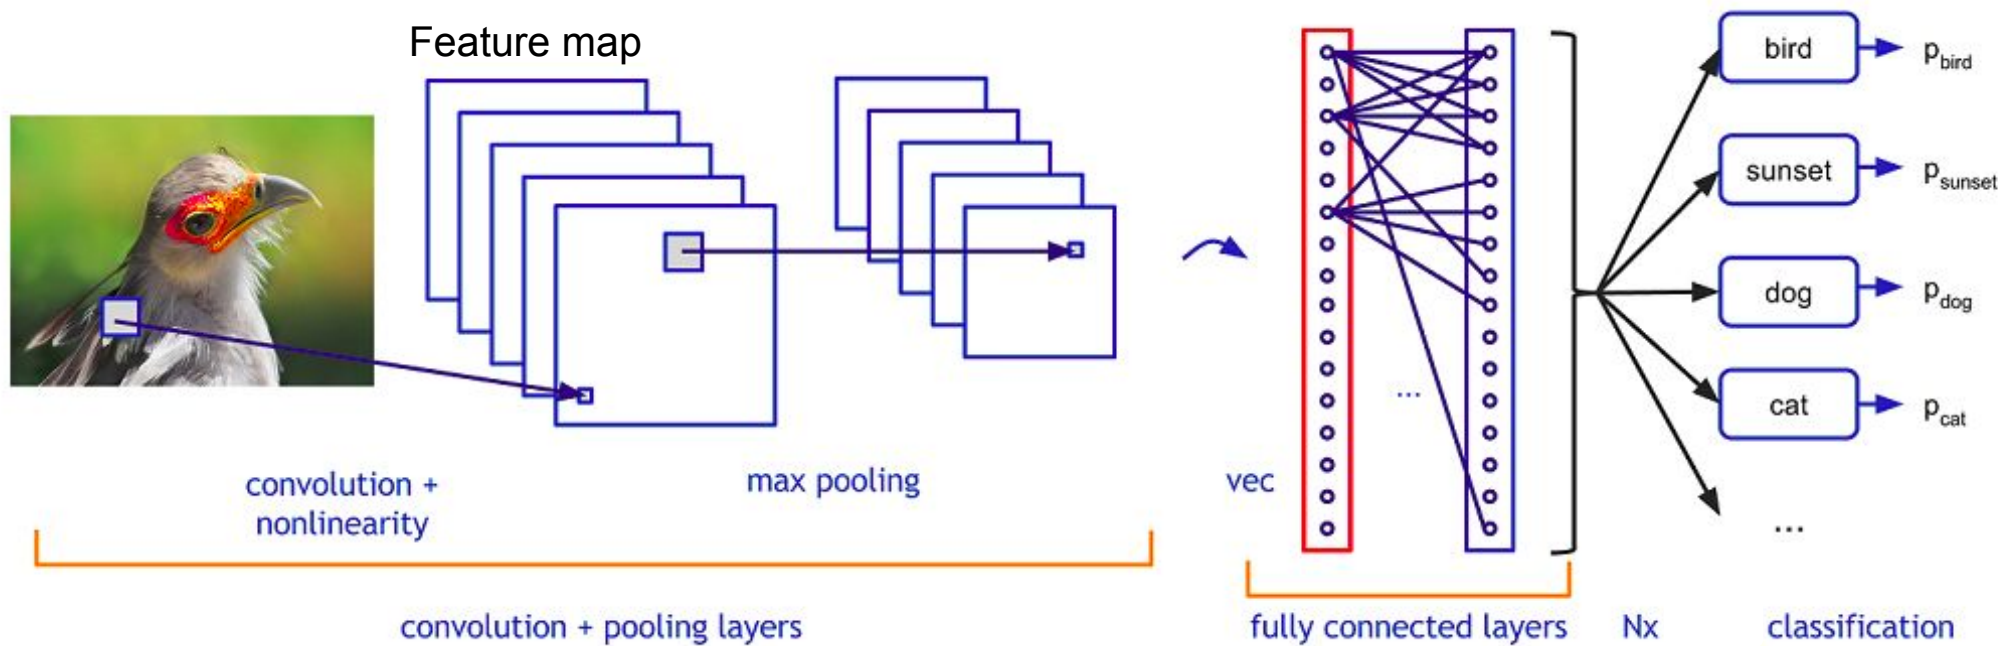 Feature map
convolution +
nonlinearity
max pooling
convolution + pooling layers
vec
...
fully connected layers
Nx
bird
p_bird
sunset
p_sunset
dog
p_dog
cat
p_cat
...
classification